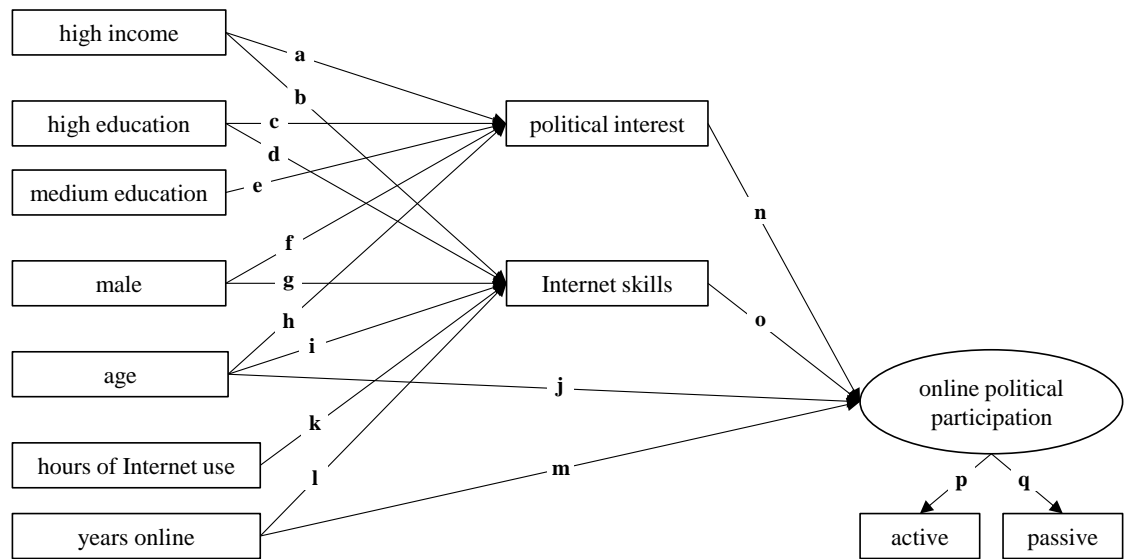 high income
a
b
high education
c
political interest
d
medium education
e
n
f
male
g
Internet skills
h
o
i
age
j
online political
participation
k
hours of Internet use
l
m
p
q
years online
active
passive